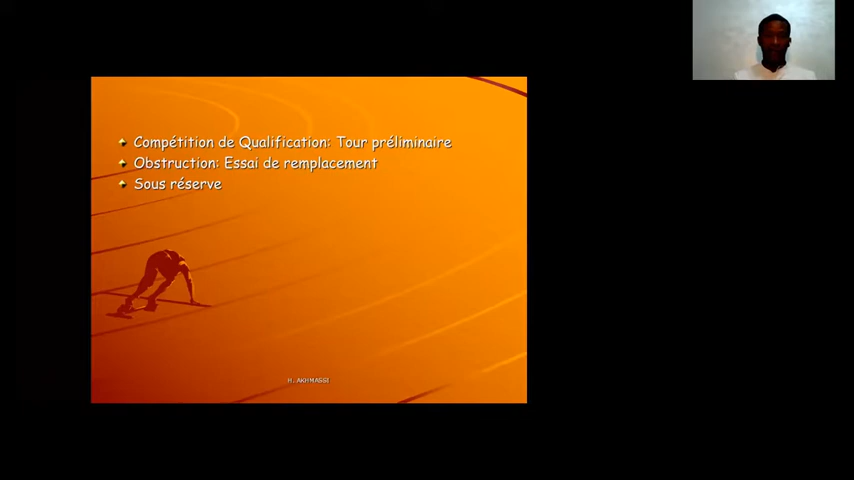 Compétition de Qualification: Tour préliminaire
Obstruction: Essai de remplacement
Sous réserve
H. AKHMASSI